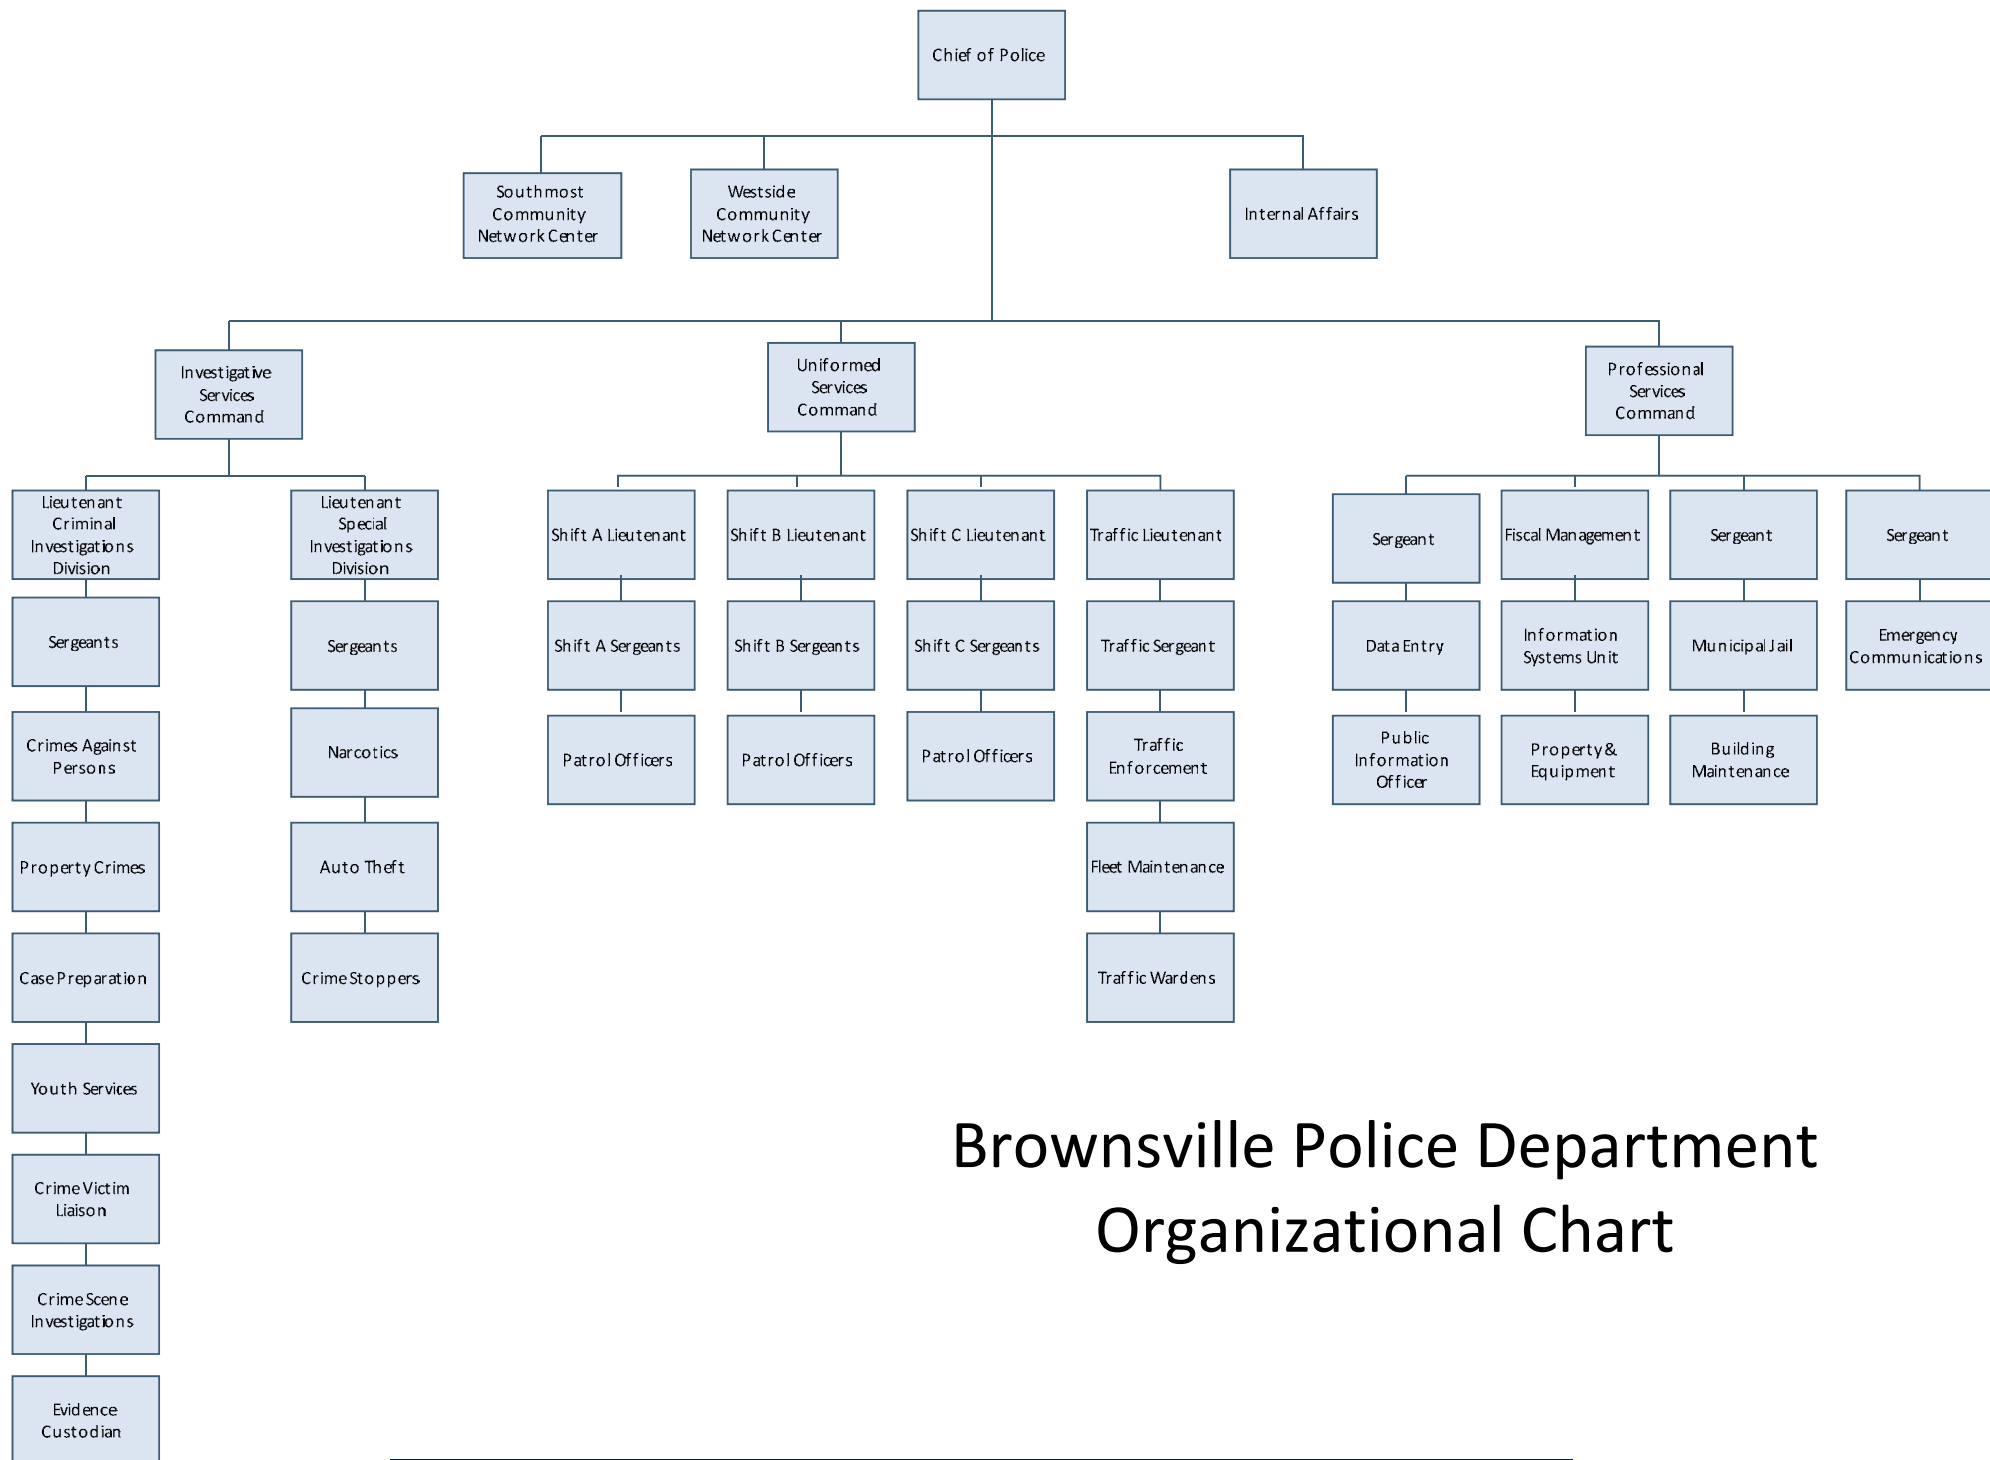 Chief of Police
Southmost
Community
Network Center
Westside
Community
Network Center
Internal Affairs
Investigative
Services
Command
Uniformed
Services
Command
Professional
Services
Command
Lieutenant
Criminal
Investigations
Division
Lieutenant
Special
Investigations
Division
Shift A Lieutenant
Shift B Lieutenant
Shift C Lieutenant
Traffic Lieutenant
Sergeant
Fiscal Management
Sergeant
Sergeant
Sergeants
Sergeants
Shift A Sergeants
Shift B Sergeants
Shift C Sergeants
Traffic Sergeant
Data Entry
Information
Systems Unit
Municipal Jail
Emergency
Communications
Crimes Against
Persons
Narcotics
Patrol Officers
Patrol Officers
Patrol Officers
Traffic
Enforcement
Public
Information
Officer
Property &
Equipment
Building
Maintenance
Property Crimes
Auto Theft
Fleet Maintenance
Case Preparation
Crime Stoppers
Traffic Wardens
Youth Services
Crime Victim
Liaison
Crime Scene
Investigations
Evidence
Custodian
Brownsville Police Department
Organizational Chart